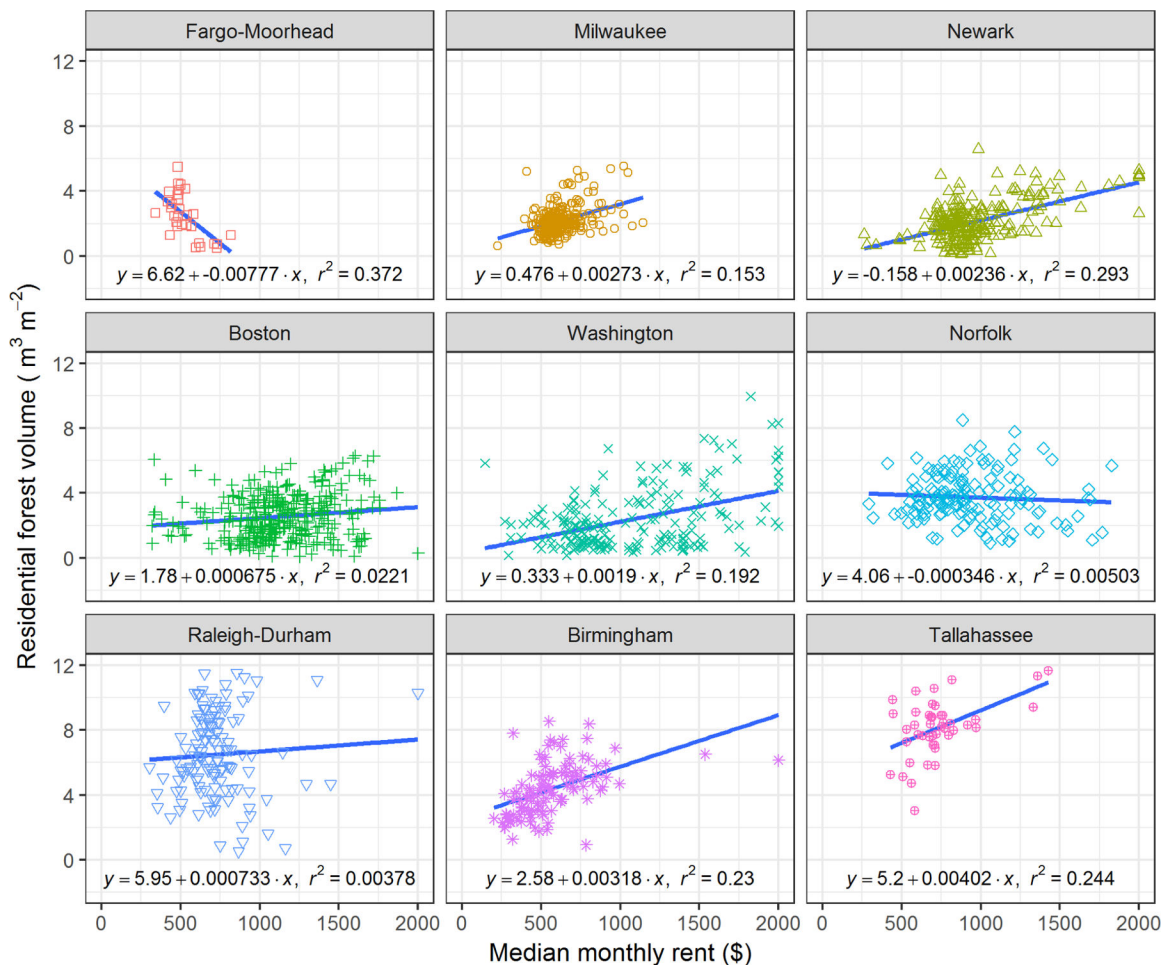 Fargo-Moorhead Milwaukee Newark
12
8
4
0
y = 6.62 + -0.00777 · x, r² = 0.372 y = 0.476 + 0.00273 · x, r² = 0.153 y = -0.158 + 0.00236 · x, r² = 0.293
Residential forest volume ( m³ m⁻²)
Boston Washington Norfolk
12
8
4
0
y = 1.78 + 0.000675 · x, r² = 0.0221 y = 0.333 + 0.0019 · x, r² = 0.192 y = 4.06 + -0.000346 · x, r² = 0.00503
Raleigh-Durham Birmingham Tallahassee
12
8
4
0
y = 5.95 + 0.000733 · x, r² = 0.00378 y = 2.58 + 0.00318 · x, r² = 0.23 y = 5.2 + 0.00402 · x, r² = 0.244
0 500 1000 1500 2000 0 500 1000 1500 2000 0 500 1000 1500 2000
Median monthly rent ($)